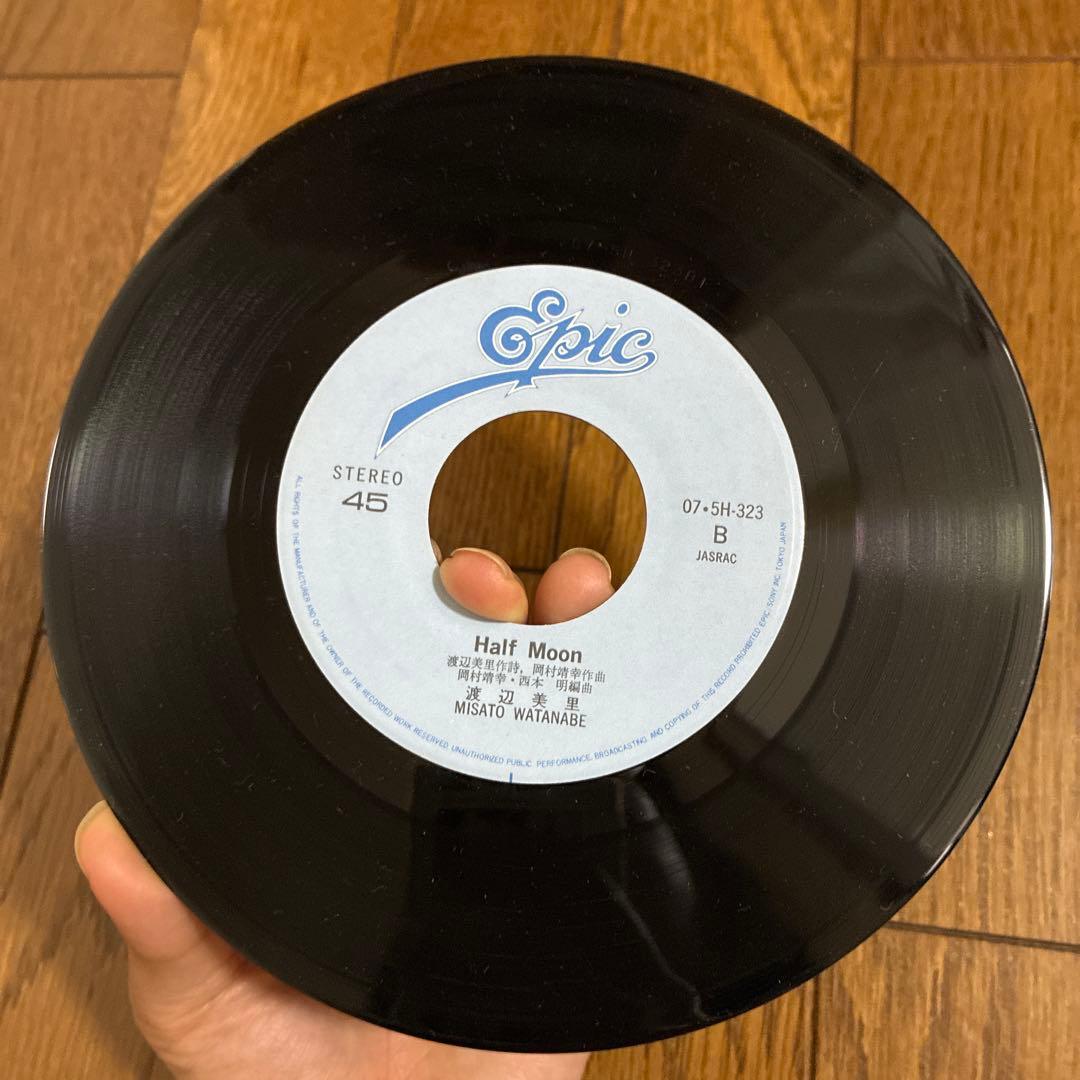 Epic
STEREO
45
07・5H-323
B
JASRAC
Half Moon
渡辺美里作詩, 岡村靖幸作曲
岡村靖幸・西本 明編曲
渡辺美里
MISATO WATANABE
ALL RIGHTS OF THE MANUFACTURER AND OF THE OWNER OF THE RECORDED WORK RESERVED. UNAUTHORIZED PUBLIC PERFORMANCE, BROADCASTING AND COPYING OF THIS RECORD PROHIBITED EPIC, SONY INC. TOKYO JAPAN